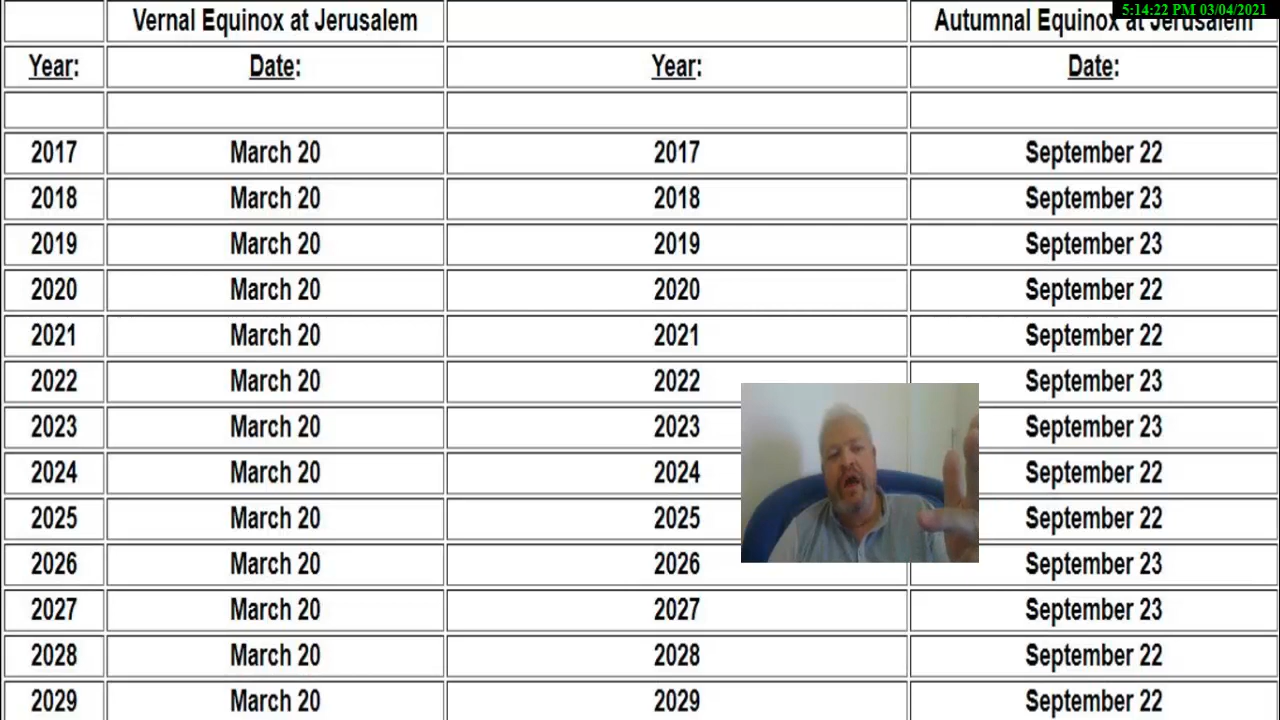 5:14:22 PM 03/04/2021
Vernal Equinox at Jerusalem Autumnal Equinox at Jerusalem
Year: Date: Year: Date:
2017 March 20 2017 September 22
2018 March 20 2018 September 23
2019 March 20 2019 September 23
2020 March 20 2020 September 22
2021 March 20 2021 September 22
2022 March 20 2022 September 23
2023 March 20 2023 September 23
2024 March 20 2024 September 22
2025 March 20 2025 September 22
2026 March 20 2026 September 23
2027 March 20 2027 September 23
2028 March 20 2028 September 22
2029 March 20 2029 September 22